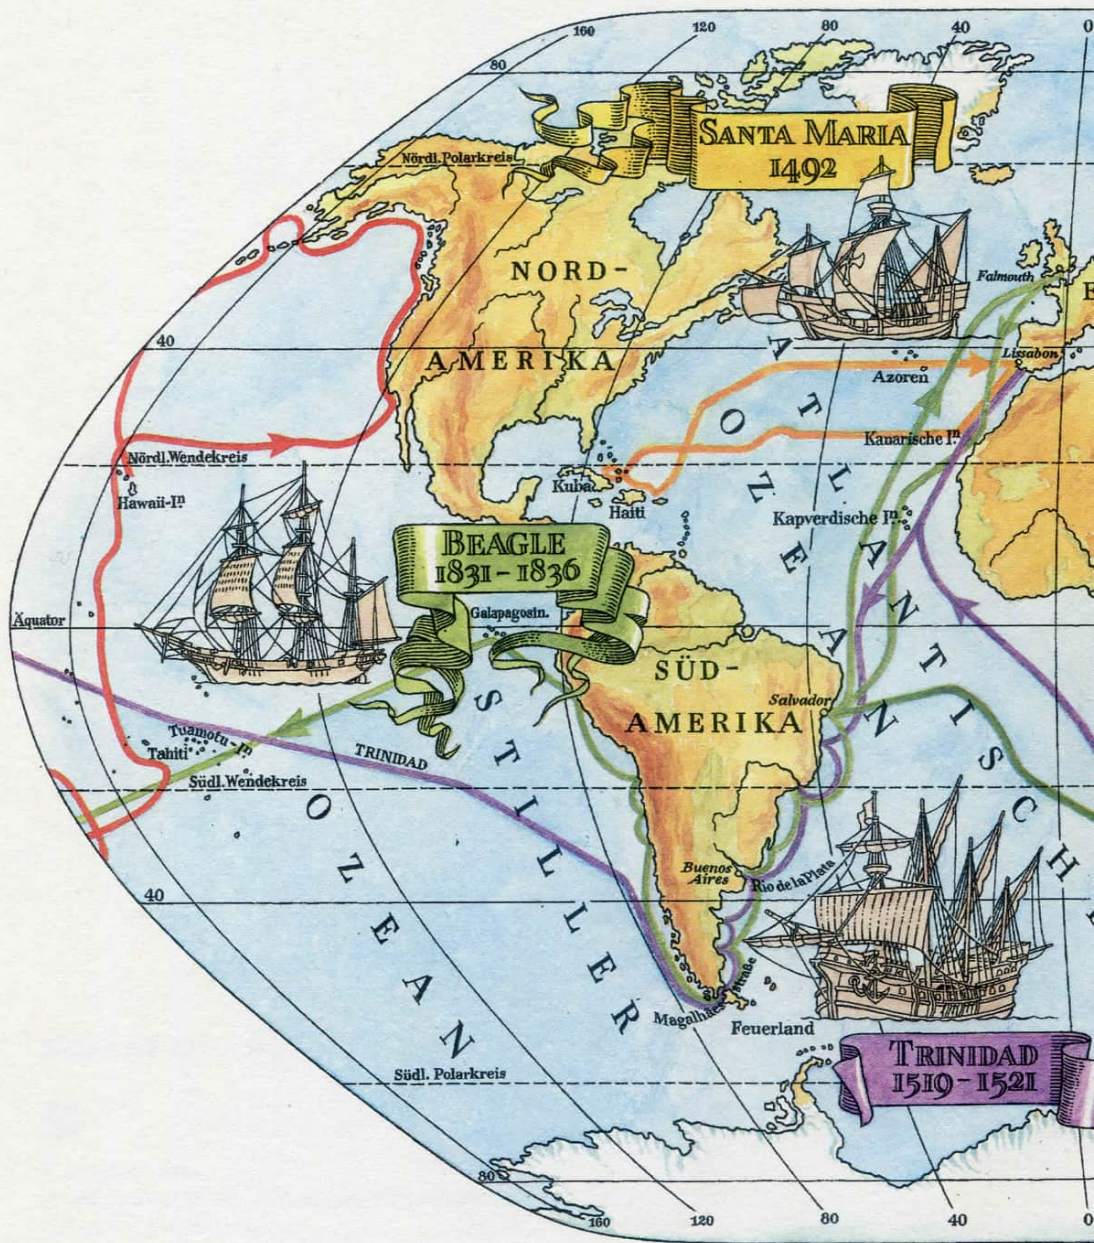 160
120
80
40
0
80
SANTA MARIA
1492
Nördl. Polarkreis
NORD-
AMERIKA
Falmouth
E
40
Lissabon
Azoren
Kanarische Iⁿ
Nördl. Wendekreis
Hawaii-Iⁿ
Kuba
Haiti
Kapverdische Iⁿ
ATLANTISCHE
OZEAN
BEAGLE
1831-1836
Äquator
Galapagosin.
SÜD-
AMERIKA
Salvador
Tuamotu-Iⁿ
Tahiti
TRINIDAD
Südl. Wendekreis
STILLER
OZEAN
40
Buenos
Aires
Rio de la Plata
Magalhães-Straße
Feuerland
TRINIDAD
1519-1521
Südl. Polarkreis
80
160
120
80
40
0